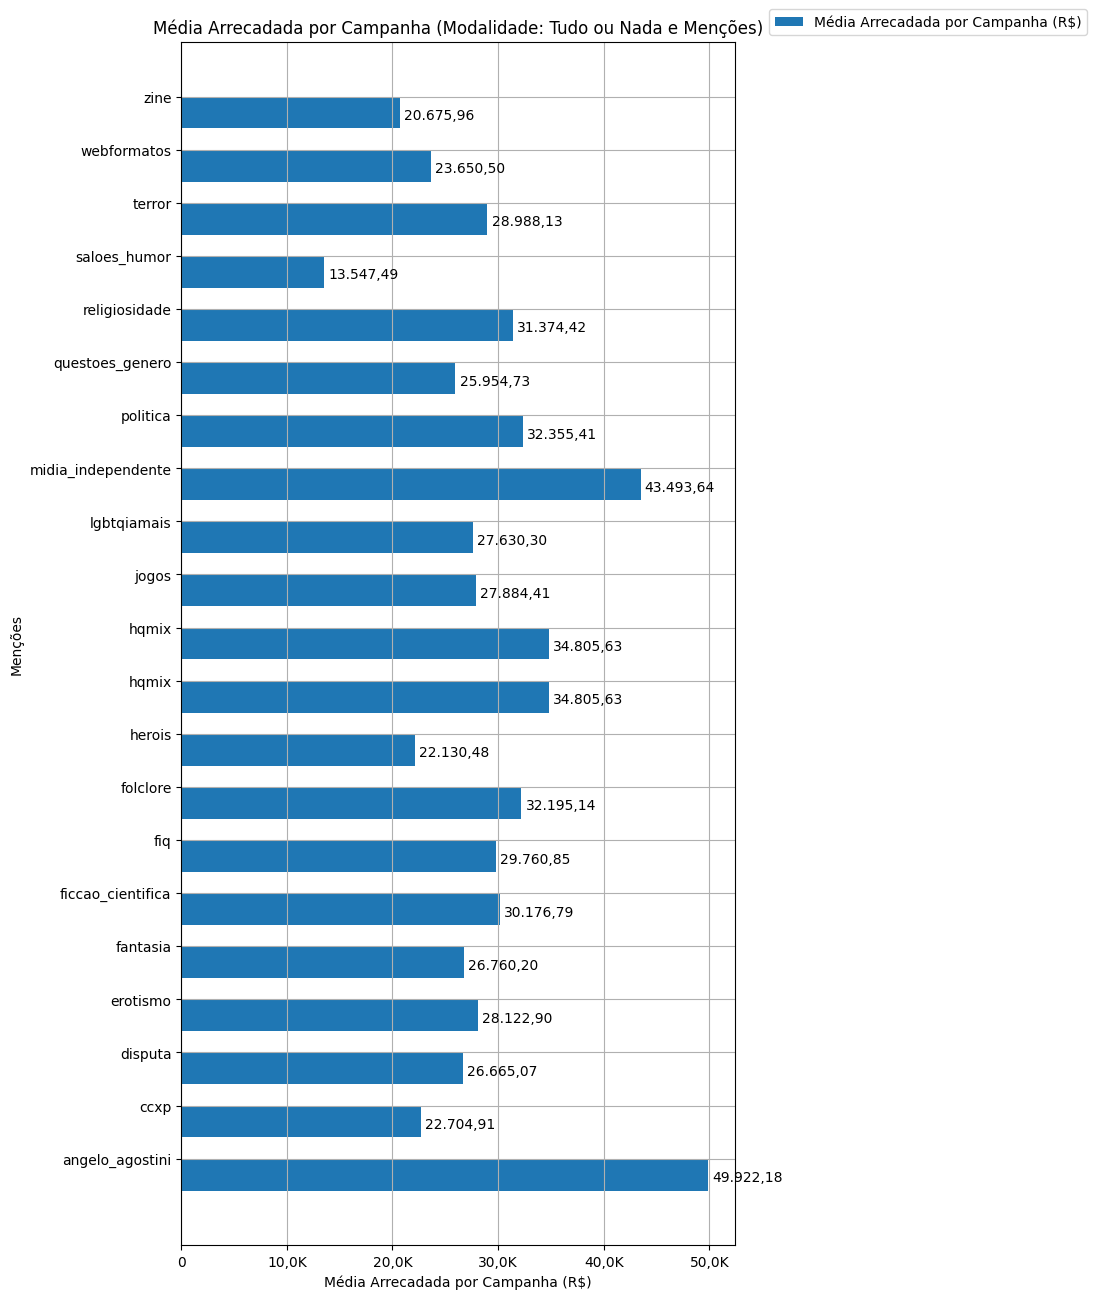 Média Arrecadada por Campanha (Modalidade: Tudo ou Nada e Menções)
Média Arrecadada por Campanha (R$)
zine
20.675,96
webformatos
23.650,50
terror
28.988,13
saloes_humor
13.547,49
religiosidade
31.374,42
questoes_genero
25.954,73
politica
32.355,41
midia_independente
43.493,64
lgbtqiamais
27.630,30
jogos
27.884,41
hqmix
34.805,63
hqmix
34.805,63
herois
22.130,48
folclore
32.195,14
fiq
29.760,85
ficcao_cientifica
30.176,79
fantasia
26.760,20
erotismo
28.122,90
disputa
26.665,07
ccxp
22.704,91
angelo_agostini
49.922,18
Menções
0 10,0K 20,0K 30,0K 40,0K 50,0K
Média Arrecadada por Campanha (R$)